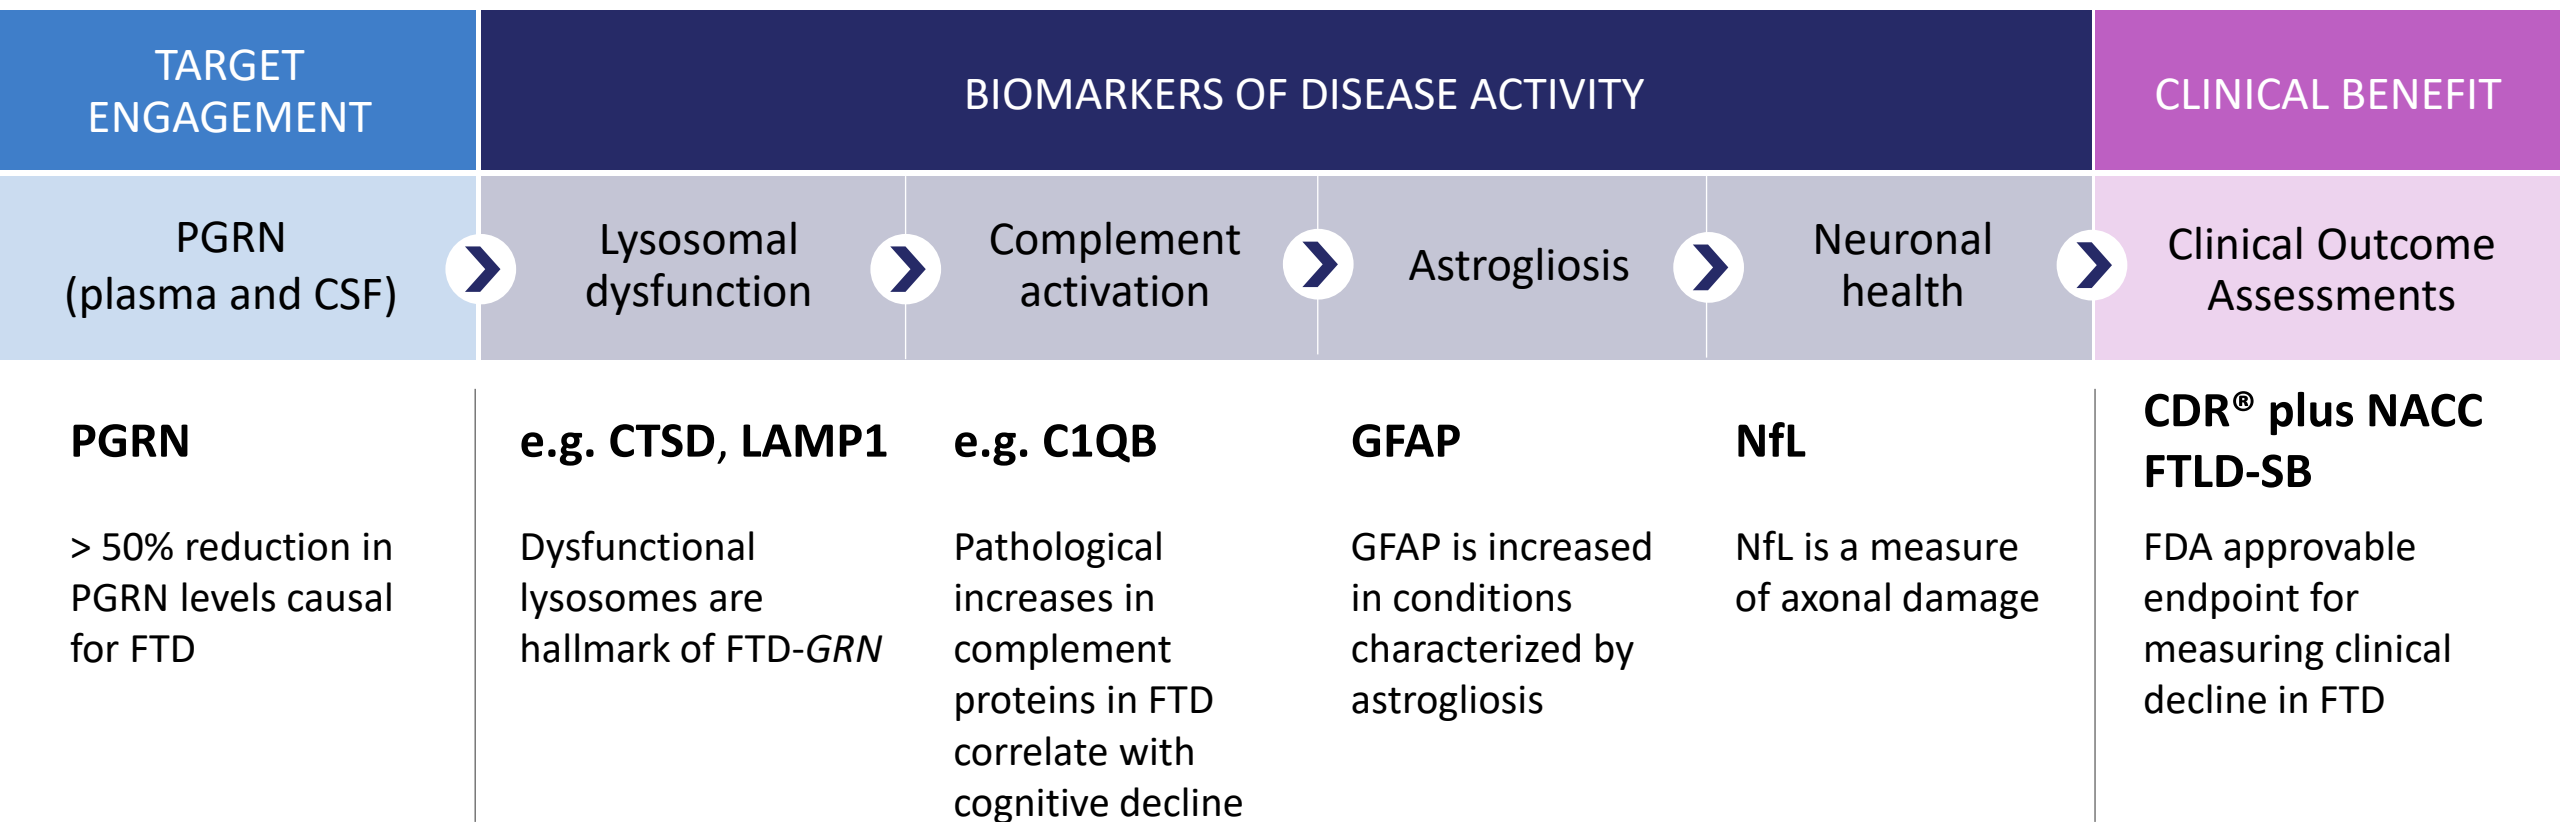 TARGET
ENGAGEMENT
BIOMARKERS OF DISEASE ACTIVITY
CLINICAL BENEFIT
PGRN
(plasma and CSF)
Lysosomal
dysfunction
Complement
activation
Astrogliosis
Neuronal
health
Clinical Outcome
Assessments
PGRN
> 50% reduction in
PGRN levels causal
for FTD
e.g. CTSD, LAMP1
Dysfunctional
lysosomes are
hallmark of FTD-GRN
e.g. C1QB
Pathological
increases in
complement
proteins in FTD
correlate with
cognitive decline
GFAP
GFAP is increased
in conditions
characterized by
astrogliosis
NfL
NfL is a measure
of axonal damage
CDR® plus NACC
FTLD-SB
FDA approvable
endpoint for
measuring clinical
decline in FTD